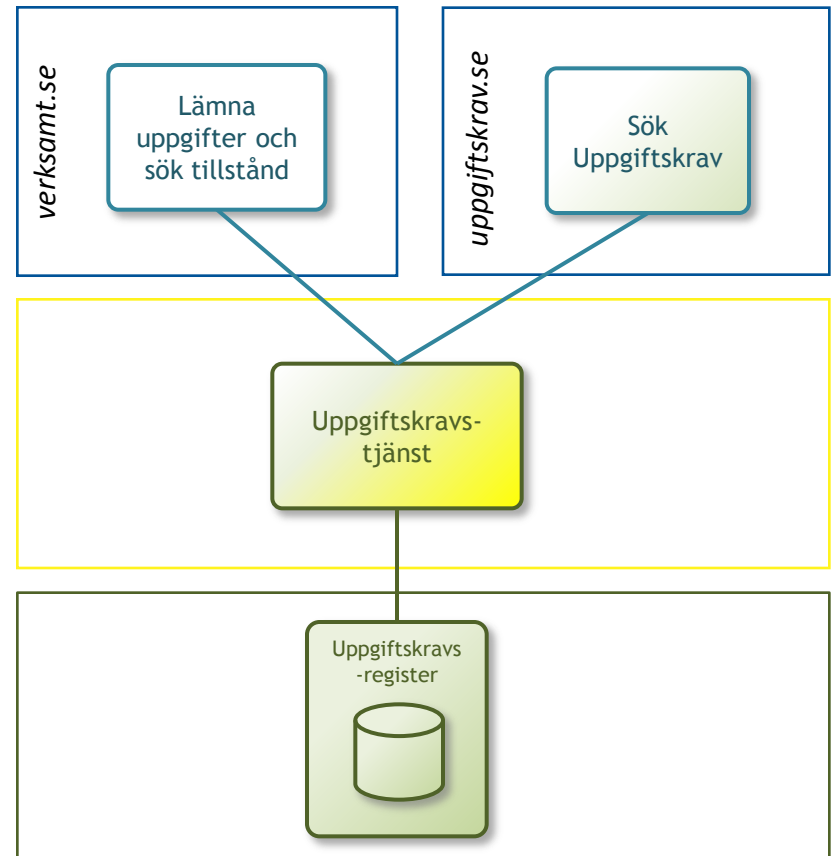 verksamt.se
Lämna
uppgifter och
sök tillstånd
uppgiftskrav.se
Sök
Uppgiftskrav
Uppgiftskravs-
tjänst
Uppgiftskravs
-register